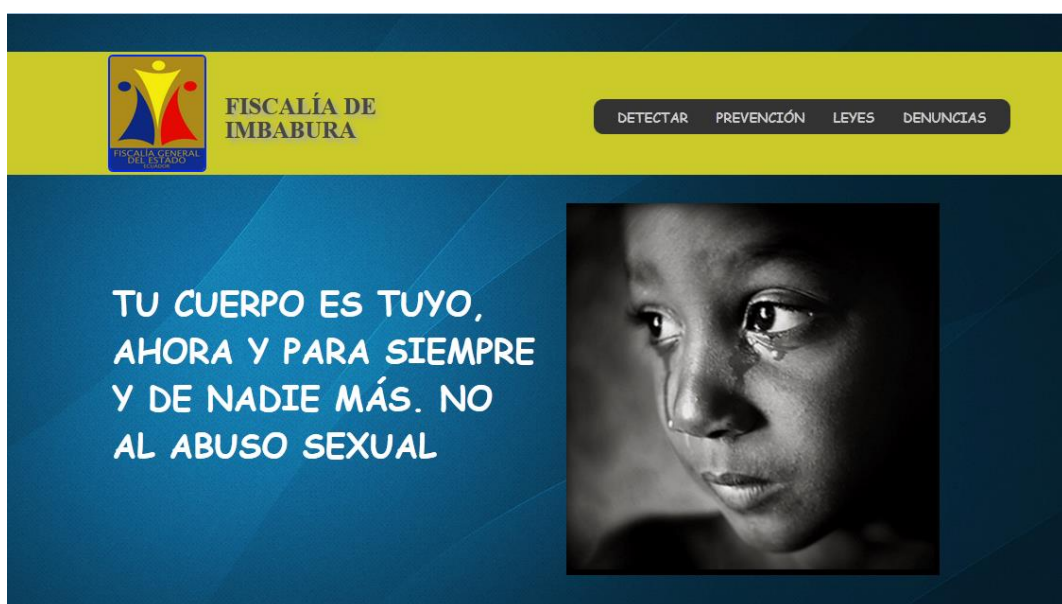 FISCALÍA GENERAL
DEL ESTADO
ECUADOR
FISCALÍA DE
IMBABURA
DETECTAR PREVENCIÓN LEYES DENUNCIAS
TU CUERPO ES TUYO,
AHORA Y PARA SIEMPRE
Y DE NADIE MÁS. NO
AL ABUSO SEXUAL